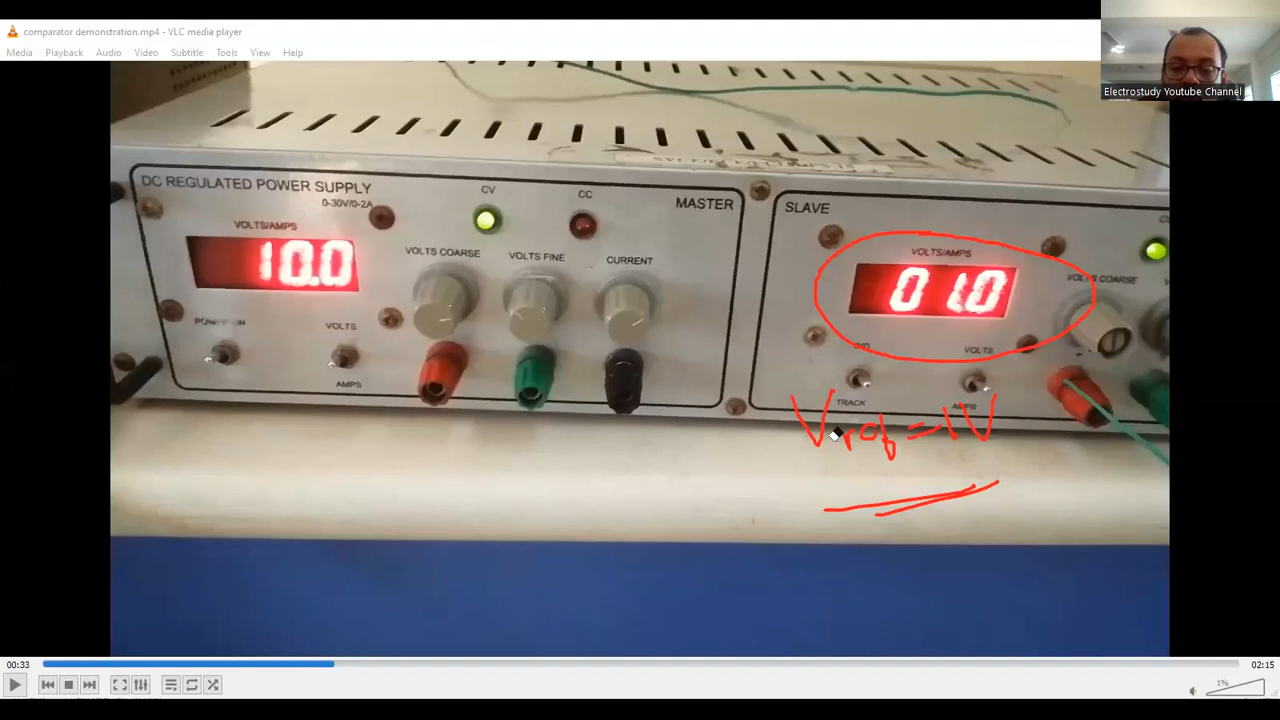 comparator demonstration.mp4 - VLC media player
Media Playback Audio Video Subtitle Tools View Help
Electrostudy Youtube Channel
DC REGULATED POWER SUPPLY
0-30V/0-2A
CV
CC
MASTER
SLAVE
VOLTS/AMPS
10.0
VOLTS COARSE
VOLTS FINE
CURRENT
VOLTS/AMPS
01.0
VOLTS COARSE
VOLTS
AMPS
VOLTS
TRACK
AMPS
Vref=1V
00:33
02:15
1%